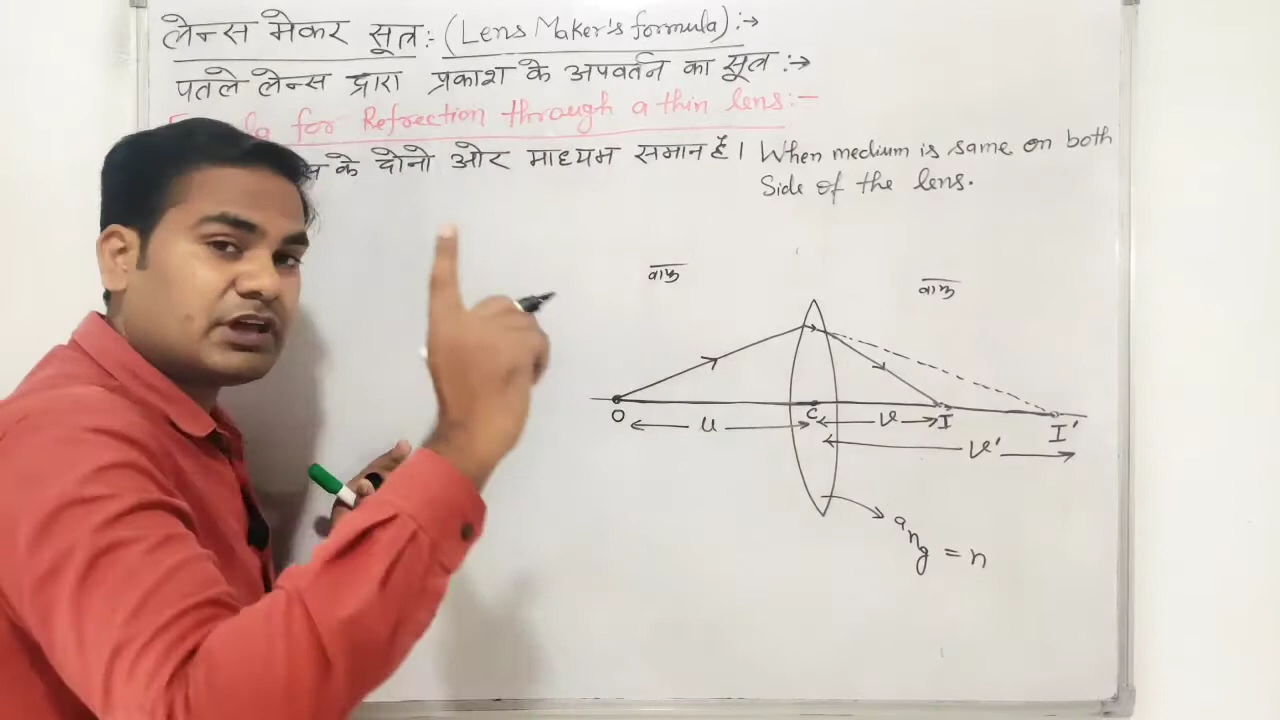 लेन्स मेकर सूत्र:- (Lens Maker's formula) :→
पतले लेन्स द्वारा प्रकाश के अपवर्तन का सूत्र :→
for Refrection through a thin lens:-
के दोनो ओर माध्यम समान है। When medium is same on both
Side of the lens.
वायु
वायु
O
u
C
v
I
v'
I'
ang = n